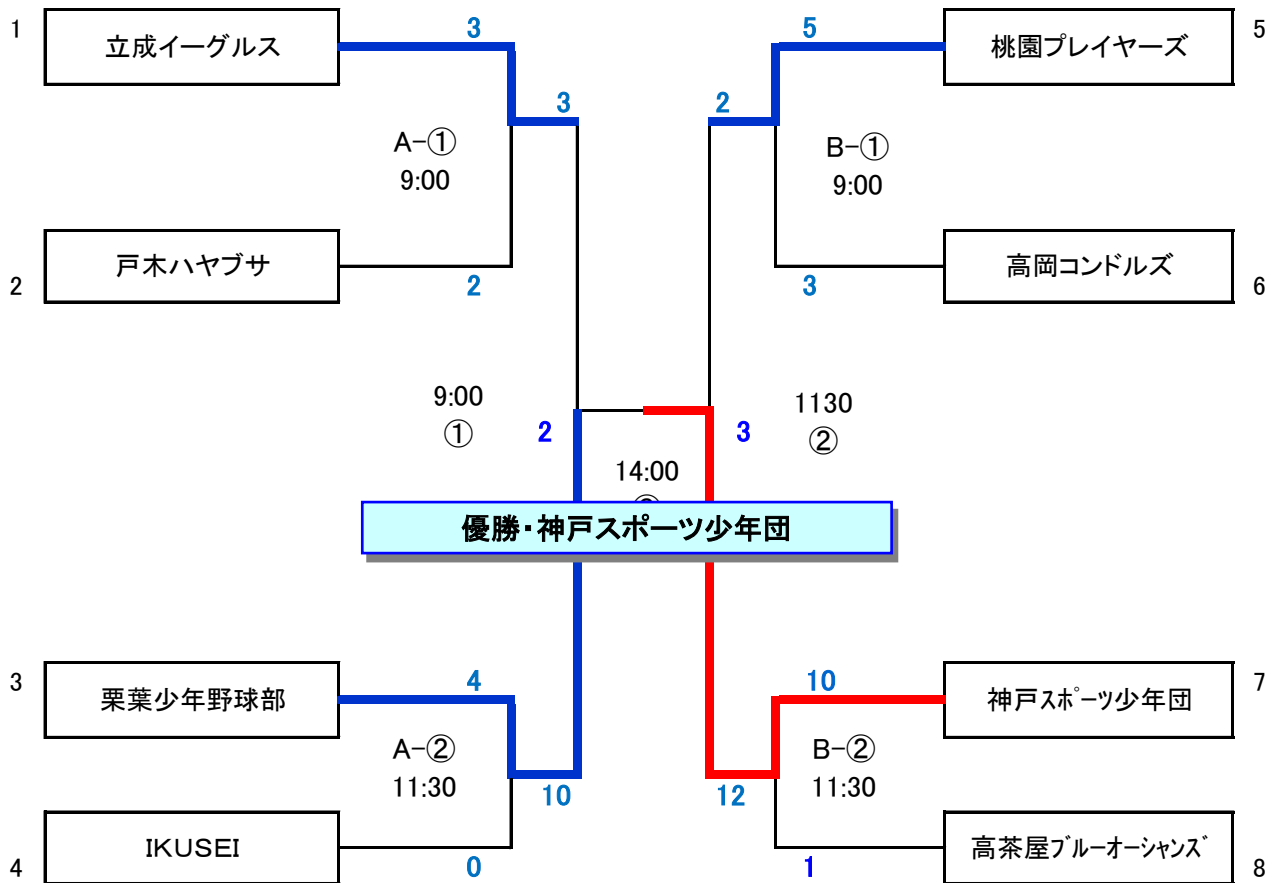 1
立成イーグルス
3
5
桃園プレイヤーズ
5
3
2
A-①
9:00
B-①
9:00
2
戸木ハヤブサ
2
3
高岡コンドルズ
6
9:00
①
2
3
1130
②
14:00
優勝・神戸スポーツ少年団
3
栗葉少年野球部
4
10
神戸スポーツ少年団
7
A-②
11:30
10
12
B-②
11:30
4
IKUSEI
0
1
高茶屋ブルーオーシャンズ
8